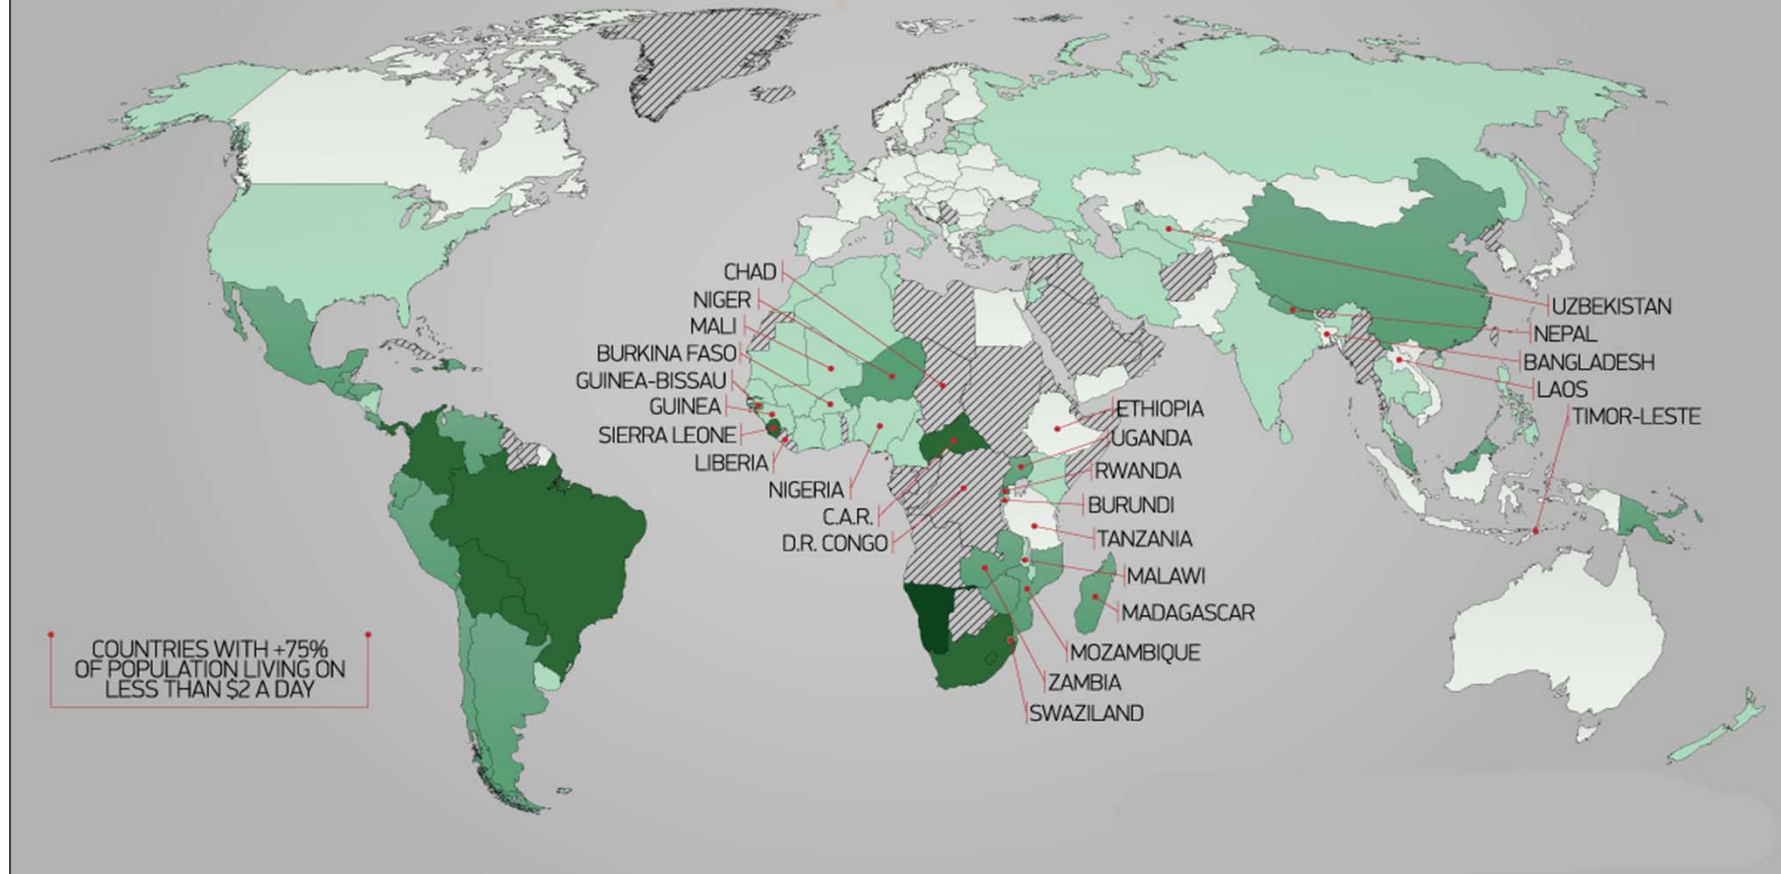 CHAD
NIGER
MALI
BURKINA FASO
GUINEA-BISSAU
GUINEA
SIERRA LEONE
LIBERIA
NIGERIA
C.A.R.
D.R. CONGO
UZBEKISTAN
NEPAL
BANGLADESH
LAOS
TIMOR-LESTE
ETHIOPIA
UGANDA
RWANDA
BURUNDI
TANZANIA
MALAWI
MADAGASCAR
MOZAMBIQUE
ZAMBIA
SWAZILAND
COUNTRIES WITH +75%
OF POPULATION LIVING ON
LESS THAN $2 A DAY